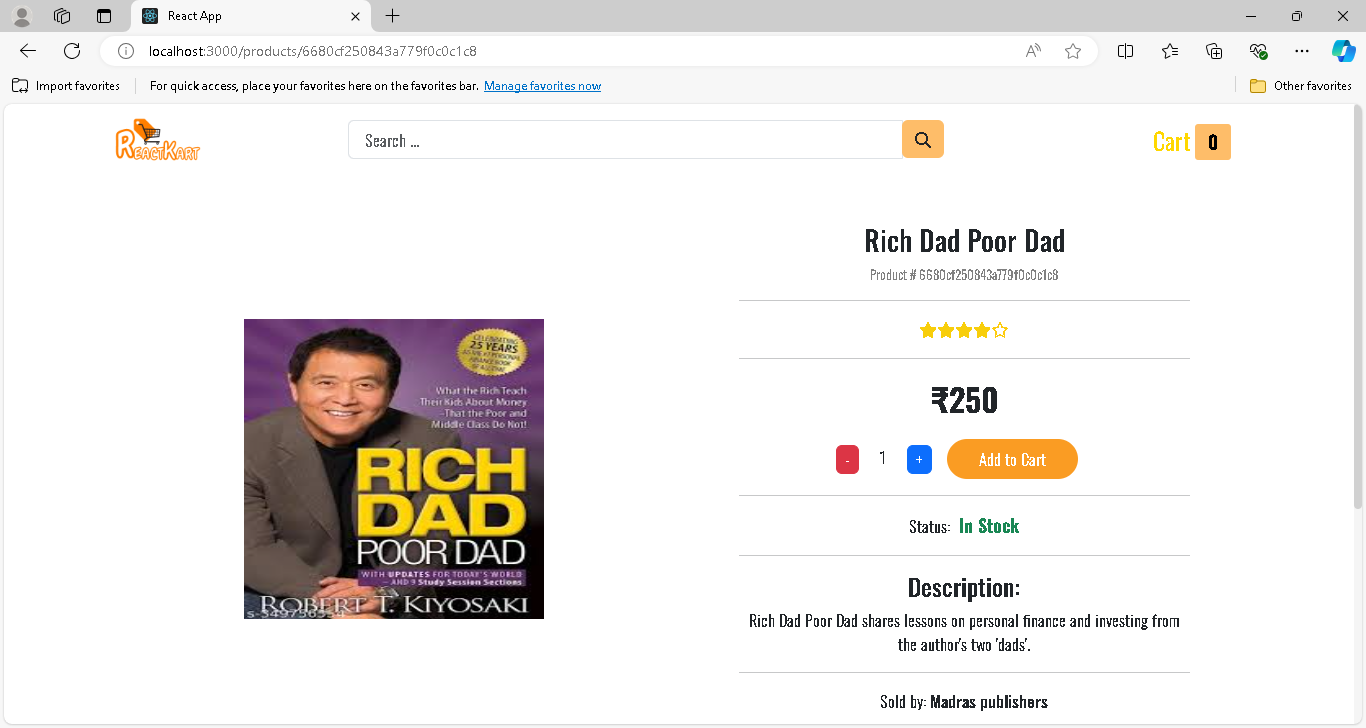 React App
localhost:3000/products/6680cf250843a779f0c0c1c8
Import favorites
For quick access, place your favorites here on the favorites bar. Manage favorites now
Other favorites
REACTKART
Search ...
Cart 0
Rich Dad Poor Dad
Product # 6680cf250843a779f0c0c1c8
₹250
- 1 + Add to Cart
Status: In Stock
Description:
Rich Dad Poor Dad shares lessons on personal finance and investing from
the author's two 'dads'.
Sold by: Madras publishers
CELEBRATING
25 YEARS
What the Rich Teach
Their Kids About Money
–That the Poor and
Middle Class Do Not!
RICH
DAD
POOR DAD
WITH UPDATES FOR TODAY'S WORLD
— AND 9 Study Session Sections
ROBERT T. KIYOSAKI